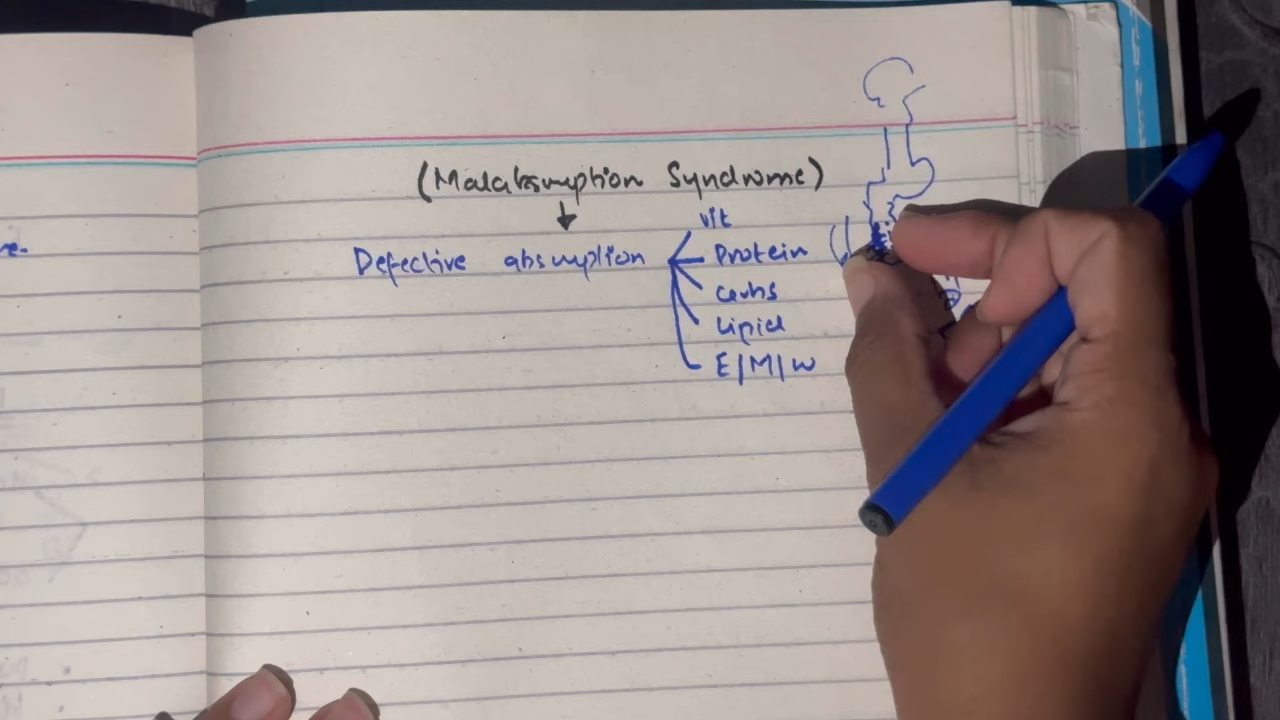 (Malabsorption Syndrome)
vit
Defective absorption Protein
carbs
Lipid
E/M/W